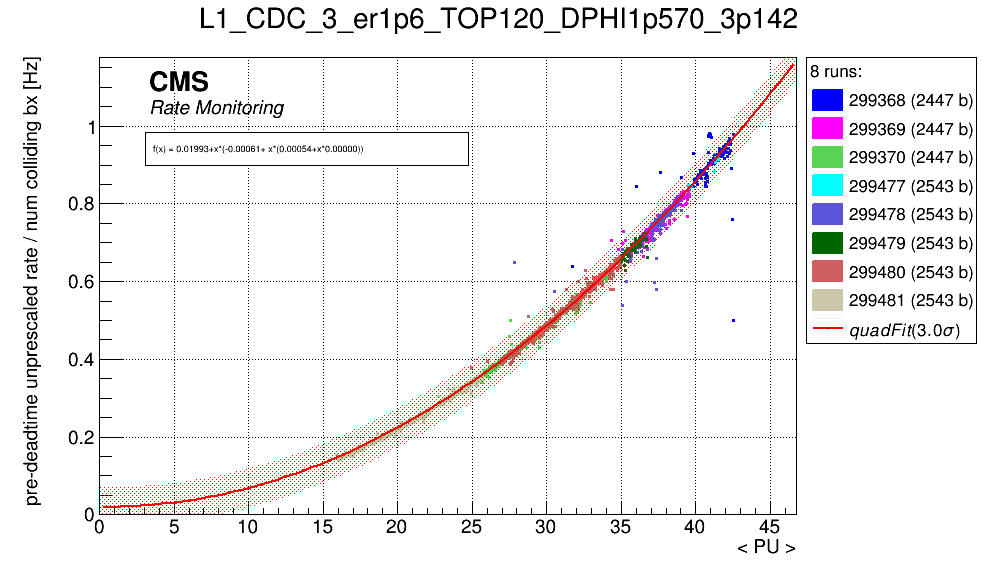 L1_CDC_3_er1p6_TOP120_DPHI1p570_3p142
pre-deadtime unprescaled rate / num colliding bx [Hz]
CMS
Rate Monitoring
f(x) = 0.01993+x*(-0.00061+ x*(0.00054+x*0.00000))
1
0.8
0.6
0.4
0.2
0
0 5 10 15 20 25 30 35 40 45
< PU >
8 runs:
299368 (2447 b)
299369 (2447 b)
299370 (2447 b)
299477 (2543 b)
299478 (2543 b)
299479 (2543 b)
299480 (2543 b)
299481 (2543 b)
quadFit(3.0σ)